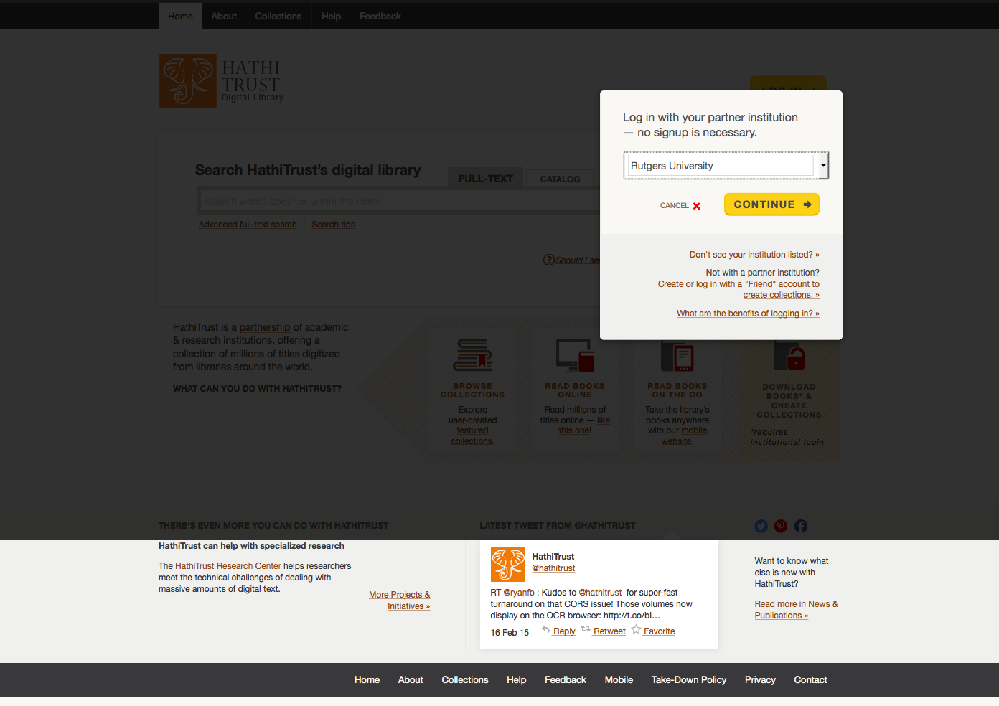 Home About Collections Help Feedback
HATHI
TRUST
Digital Library
LOG IN
Log in with your partner institution
— no signup is necessary.
Rutgers University
CANCEL CONTINUE
Don't see your institution listed? »
Not with a partner institution?
Create or log in with a "Friend" account to
create collections. »
What are the benefits of logging in? »
Search HathiTrust's digital library
FULL-TEXT CATALOG
Search words about or within the items
Advanced full-text search Search tips
Should I
HathiTrust is a partnership of academic
& research institutions, offering a
collection of millions of titles digitized
from libraries around the world.
WHAT CAN YOU DO WITH HATHITRUST?
BROWSE
COLLECTIONS
Explore
user-created
featured
collections.
READ BOOKS
ONLINE
Read millions of
titles online — like
this one!
READ BOOKS
ON THE GO
Take the library's
books anywhere
with our mobile
website.
DOWNLOAD
BOOKS* &
CREATE
COLLECTIONS
*requires
institutional login
THERE'S EVEN MORE YOU CAN DO WITH HATHITRUST
HathiTrust can help with specialized research
The HathiTrust Research Center helps researchers
meet the technical challenges of dealing with
massive amounts of digital text.
More Projects &
Initiatives »
LATEST TWEET FROM @HATHITRUST
HathiTrust
@hathitrust
RT @ryanfb : Kudos to @hathitrust for super-fast
turnaround on that CORS issue! Those volumes now
display on the OCR browser: http://t.co/bI…
16 Feb 15 Reply Retweet Favorite
Want to know what
else is new with
HathiTrust?
Read more in News &
Publications »
Home About Collections Help Feedback Mobile Take-Down Policy Privacy Contact